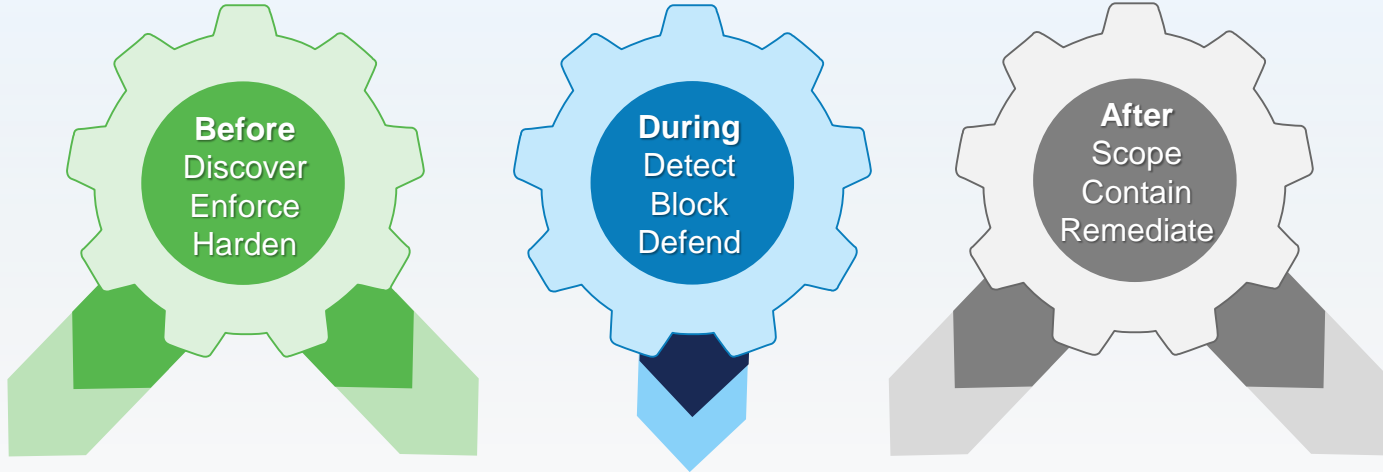 Before
Discover
Enforce
Harden
During
Detect
Block
Defend
After
Scope
Contain
Remediate